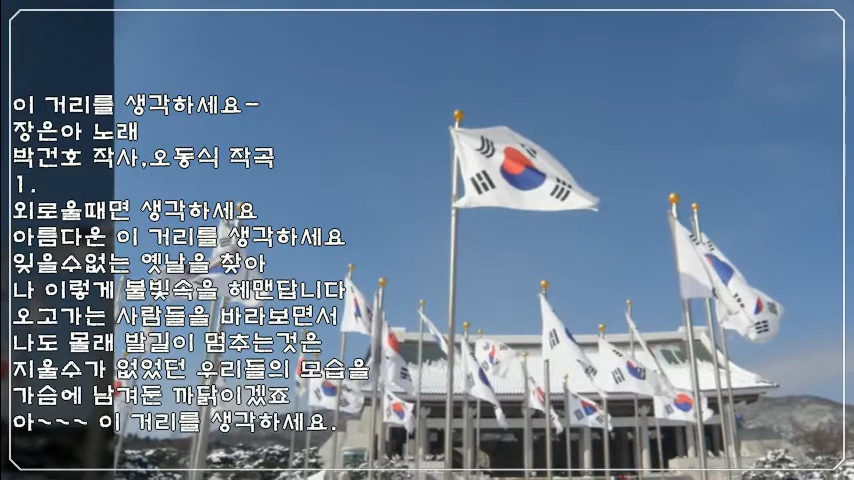 이 거리를 생각하세요-
장은아 노래
박건호 작사,오동식 작곡
1.
외로울때면 생각하세요
아름다운 이 거리를 생각하세요
잊을수없는 옛날을 찾아
나 이렇게 불빛속을 헤맨답니다
오고가는 사람들을 바라보면서
나도 몰래 발길이 멈추는것은
지울수가 없었던 우리들의 모습을
가슴에 남겨둔 까닭이겠죠
아~~~ 이 거리를 생각하세요.